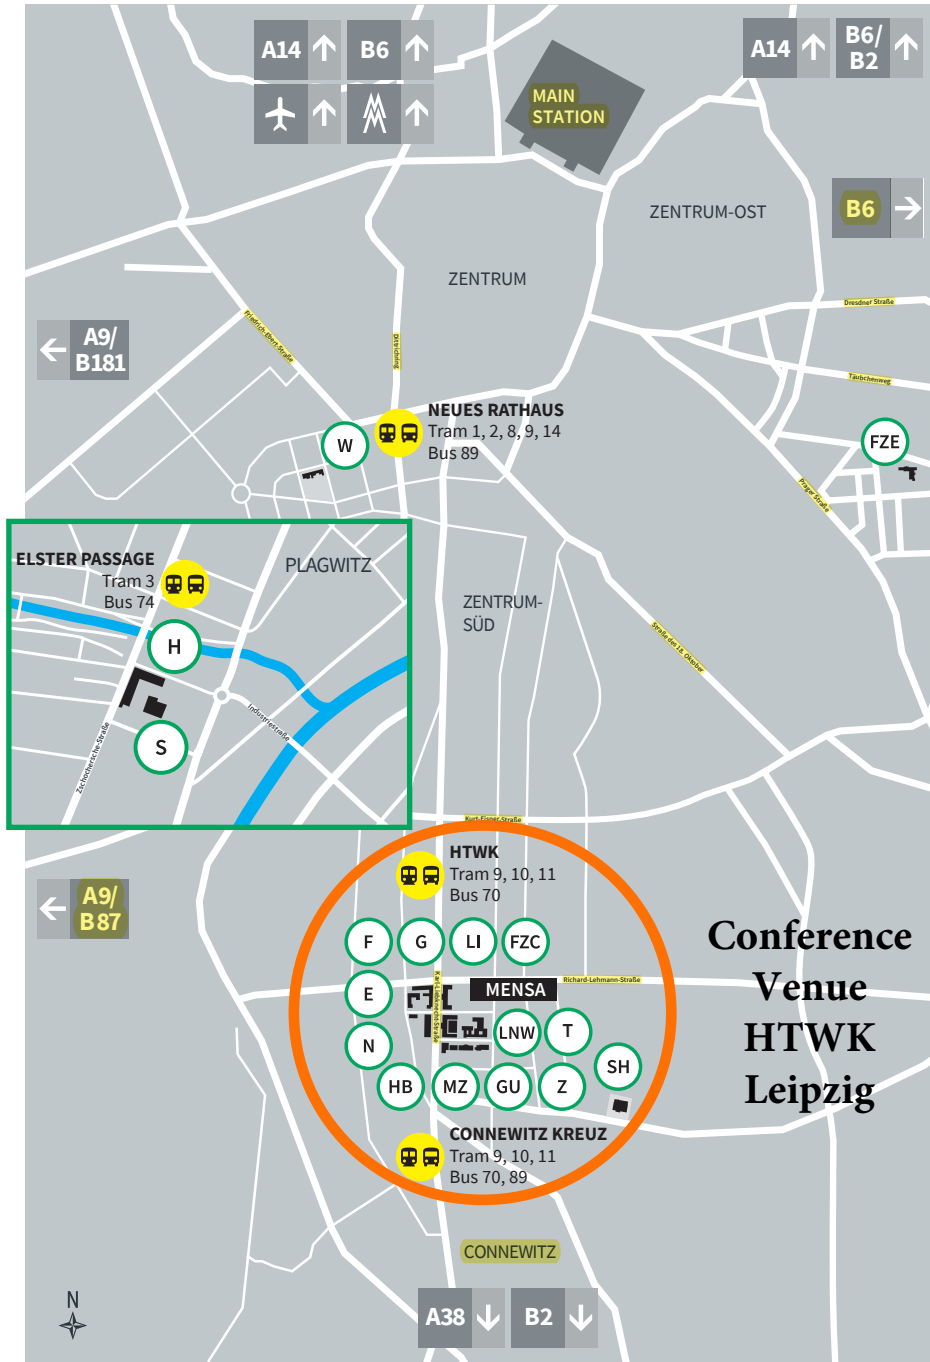 A14
B6
A14
B6/
B2
MAIN
STATION
B6
ZENTRUM-OST
ZENTRUM
Dresdner Straße
Friedrich-Ebert-Straße
Dittrichring
A9/
B181
Täubchenweg
NEUES RATHAUS
Tram 1, 2, 8, 9, 14
Bus 89
W
FZE
Prager Straße
ELSTER PASSAGE
Tram 3
Bus 74
PLAGWITZ
ZENTRUM-
SÜD
H
Straße des 18. Oktober
Industriestraße
Zschochersche-Straße
S
Kurt-Eisner-Straße
HTWK
Tram 9, 10, 11
Bus 70
A9/
B87
F
G
LI
FZC
Conference
Venue
HTWK
Leipzig
Richard-Lehmann-Straße
Karl-Liebknecht-Straße
MENSA
E
N
LNW
T
SH
HB
MZ
GU
Z
CONNEWITZ KREUZ
Tram 9, 10, 11
Bus 70, 89
CONNEWITZ
N
A38
B2